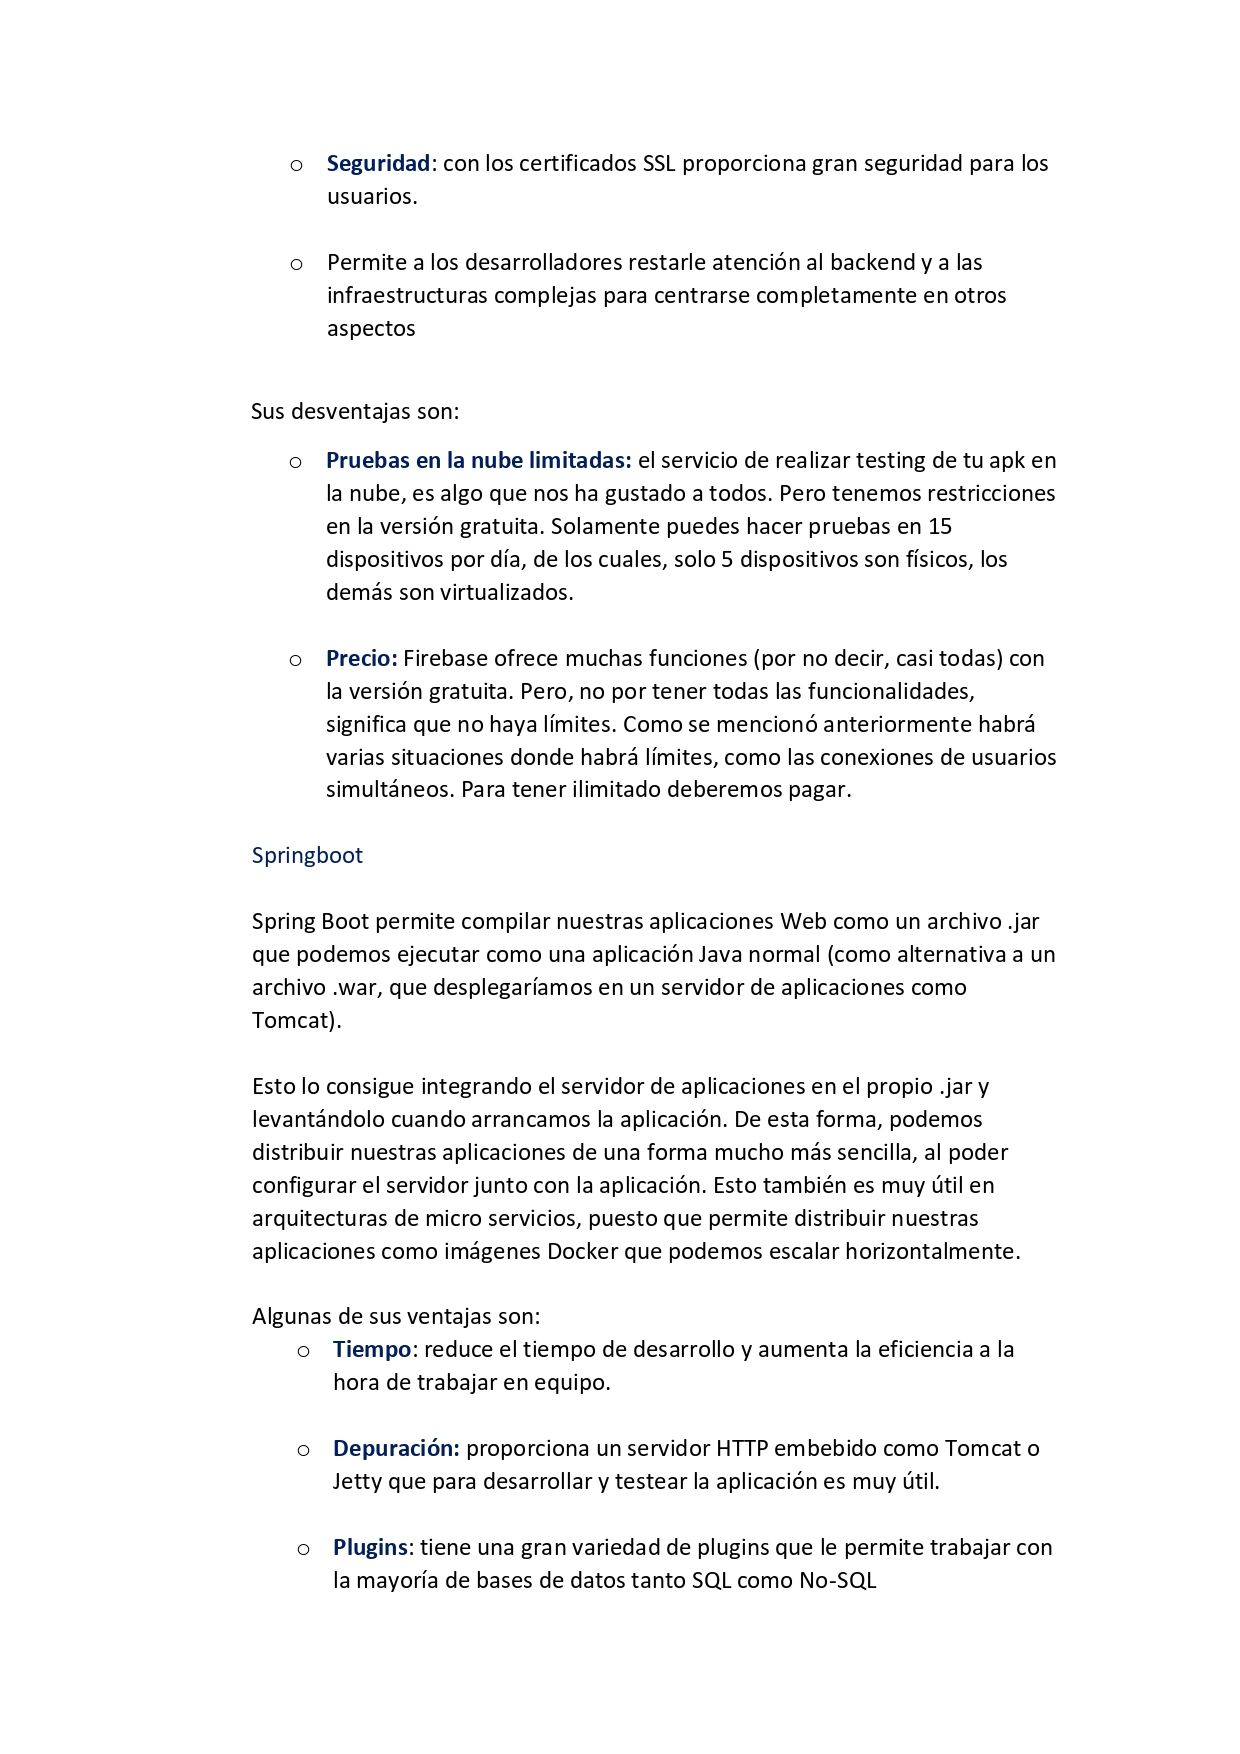 o Seguridad: con los certificados SSL proporciona gran seguridad para los
usuarios.
o Permite a los desarrolladores restarle atención al backend y a las
infraestructuras complejas para centrarse completamente en otros
aspectos
Sus desventajas son:
o Pruebas en la nube limitadas: el servicio de realizar testing de tu apk en
la nube, es algo que nos ha gustado a todos. Pero tenemos restricciones
en la versión gratuita. Solamente puedes hacer pruebas en 15
dispositivos por día, de los cuales, solo 5 dispositivos son físicos, los
demás son virtualizados.
o Precio: Firebase ofrece muchas funciones (por no decir, casi todas) con
la versión gratuita. Pero, no por tener todas las funcionalidades,
significa que no haya límites. Como se mencionó anteriormente habrá
varias situaciones donde habrá límites, como las conexiones de usuarios
simultáneos. Para tener ilimitado deberemos pagar.
Springboot
Spring Boot permite compilar nuestras aplicaciones Web como un archivo .jar
que podemos ejecutar como una aplicación Java normal (como alternativa a un
archivo .war, que desplegaríamos en un servidor de aplicaciones como
Tomcat).
Esto lo consigue integrando el servidor de aplicaciones en el propio .jar y
levantándolo cuando arrancamos la aplicación. De esta forma, podemos
distribuir nuestras aplicaciones de una forma mucho más sencilla, al poder
configurar el servidor junto con la aplicación. Esto también es muy útil en
arquitecturas de micro servicios, puesto que permite distribuir nuestras
aplicaciones como imágenes Docker que podemos escalar horizontalmente.
Algunas de sus ventajas son:
o Tiempo: reduce el tiempo de desarrollo y aumenta la eficiencia a la
hora de trabajar en equipo.
o Depuración: proporciona un servidor HTTP embebido como Tomcat o
Jetty que para desarrollar y testear la aplicación es muy útil.
o Plugins: tiene una gran variedad de plugins que le permite trabajar con
la mayoría de bases de datos tanto SQL como No-SQL